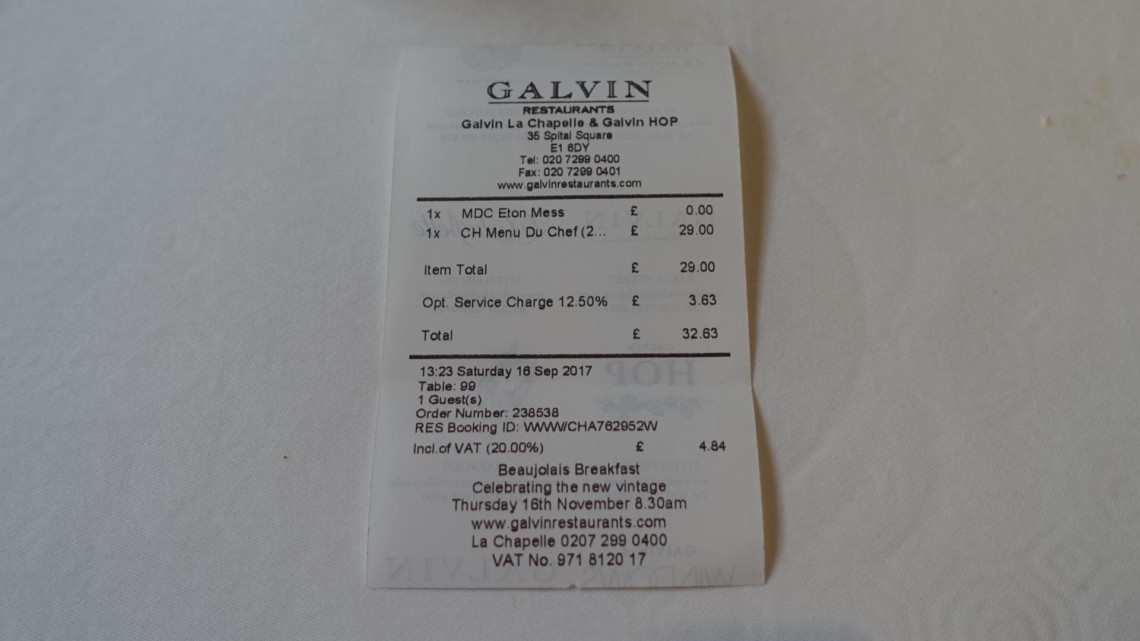 GALVIN
RESTAURANTS
Galvin La Chapelle & Galvin HOP
35 Spital Square
E1 6DY
Tel: 020 7299 0400
Fax: 020 7299 0401
www.galvinrestaurants.com
1x MDC Eton Mess £ 0.00
1x CH Menu Du Chef (2... £ 29.00
Item Total £ 29.00
Opt. Service Charge 12.50% £ 3.63
Total £ 32.63
13:23 Saturday 16 Sep 2017
Table: 99
1 Guest(s)
Order Number: 238538
RES Booking ID: WWW/CHA762952W
Incl.of VAT (20.00%) £ 4.84
Beaujolais Breakfast
Celebrating the new vintage
Thursday 16th November 8.30am
www.galvinrestaurants.com
La Chapelle 0207 299 0400
VAT No. 971 8120 17
HOP
GALVIN
WINDOWS